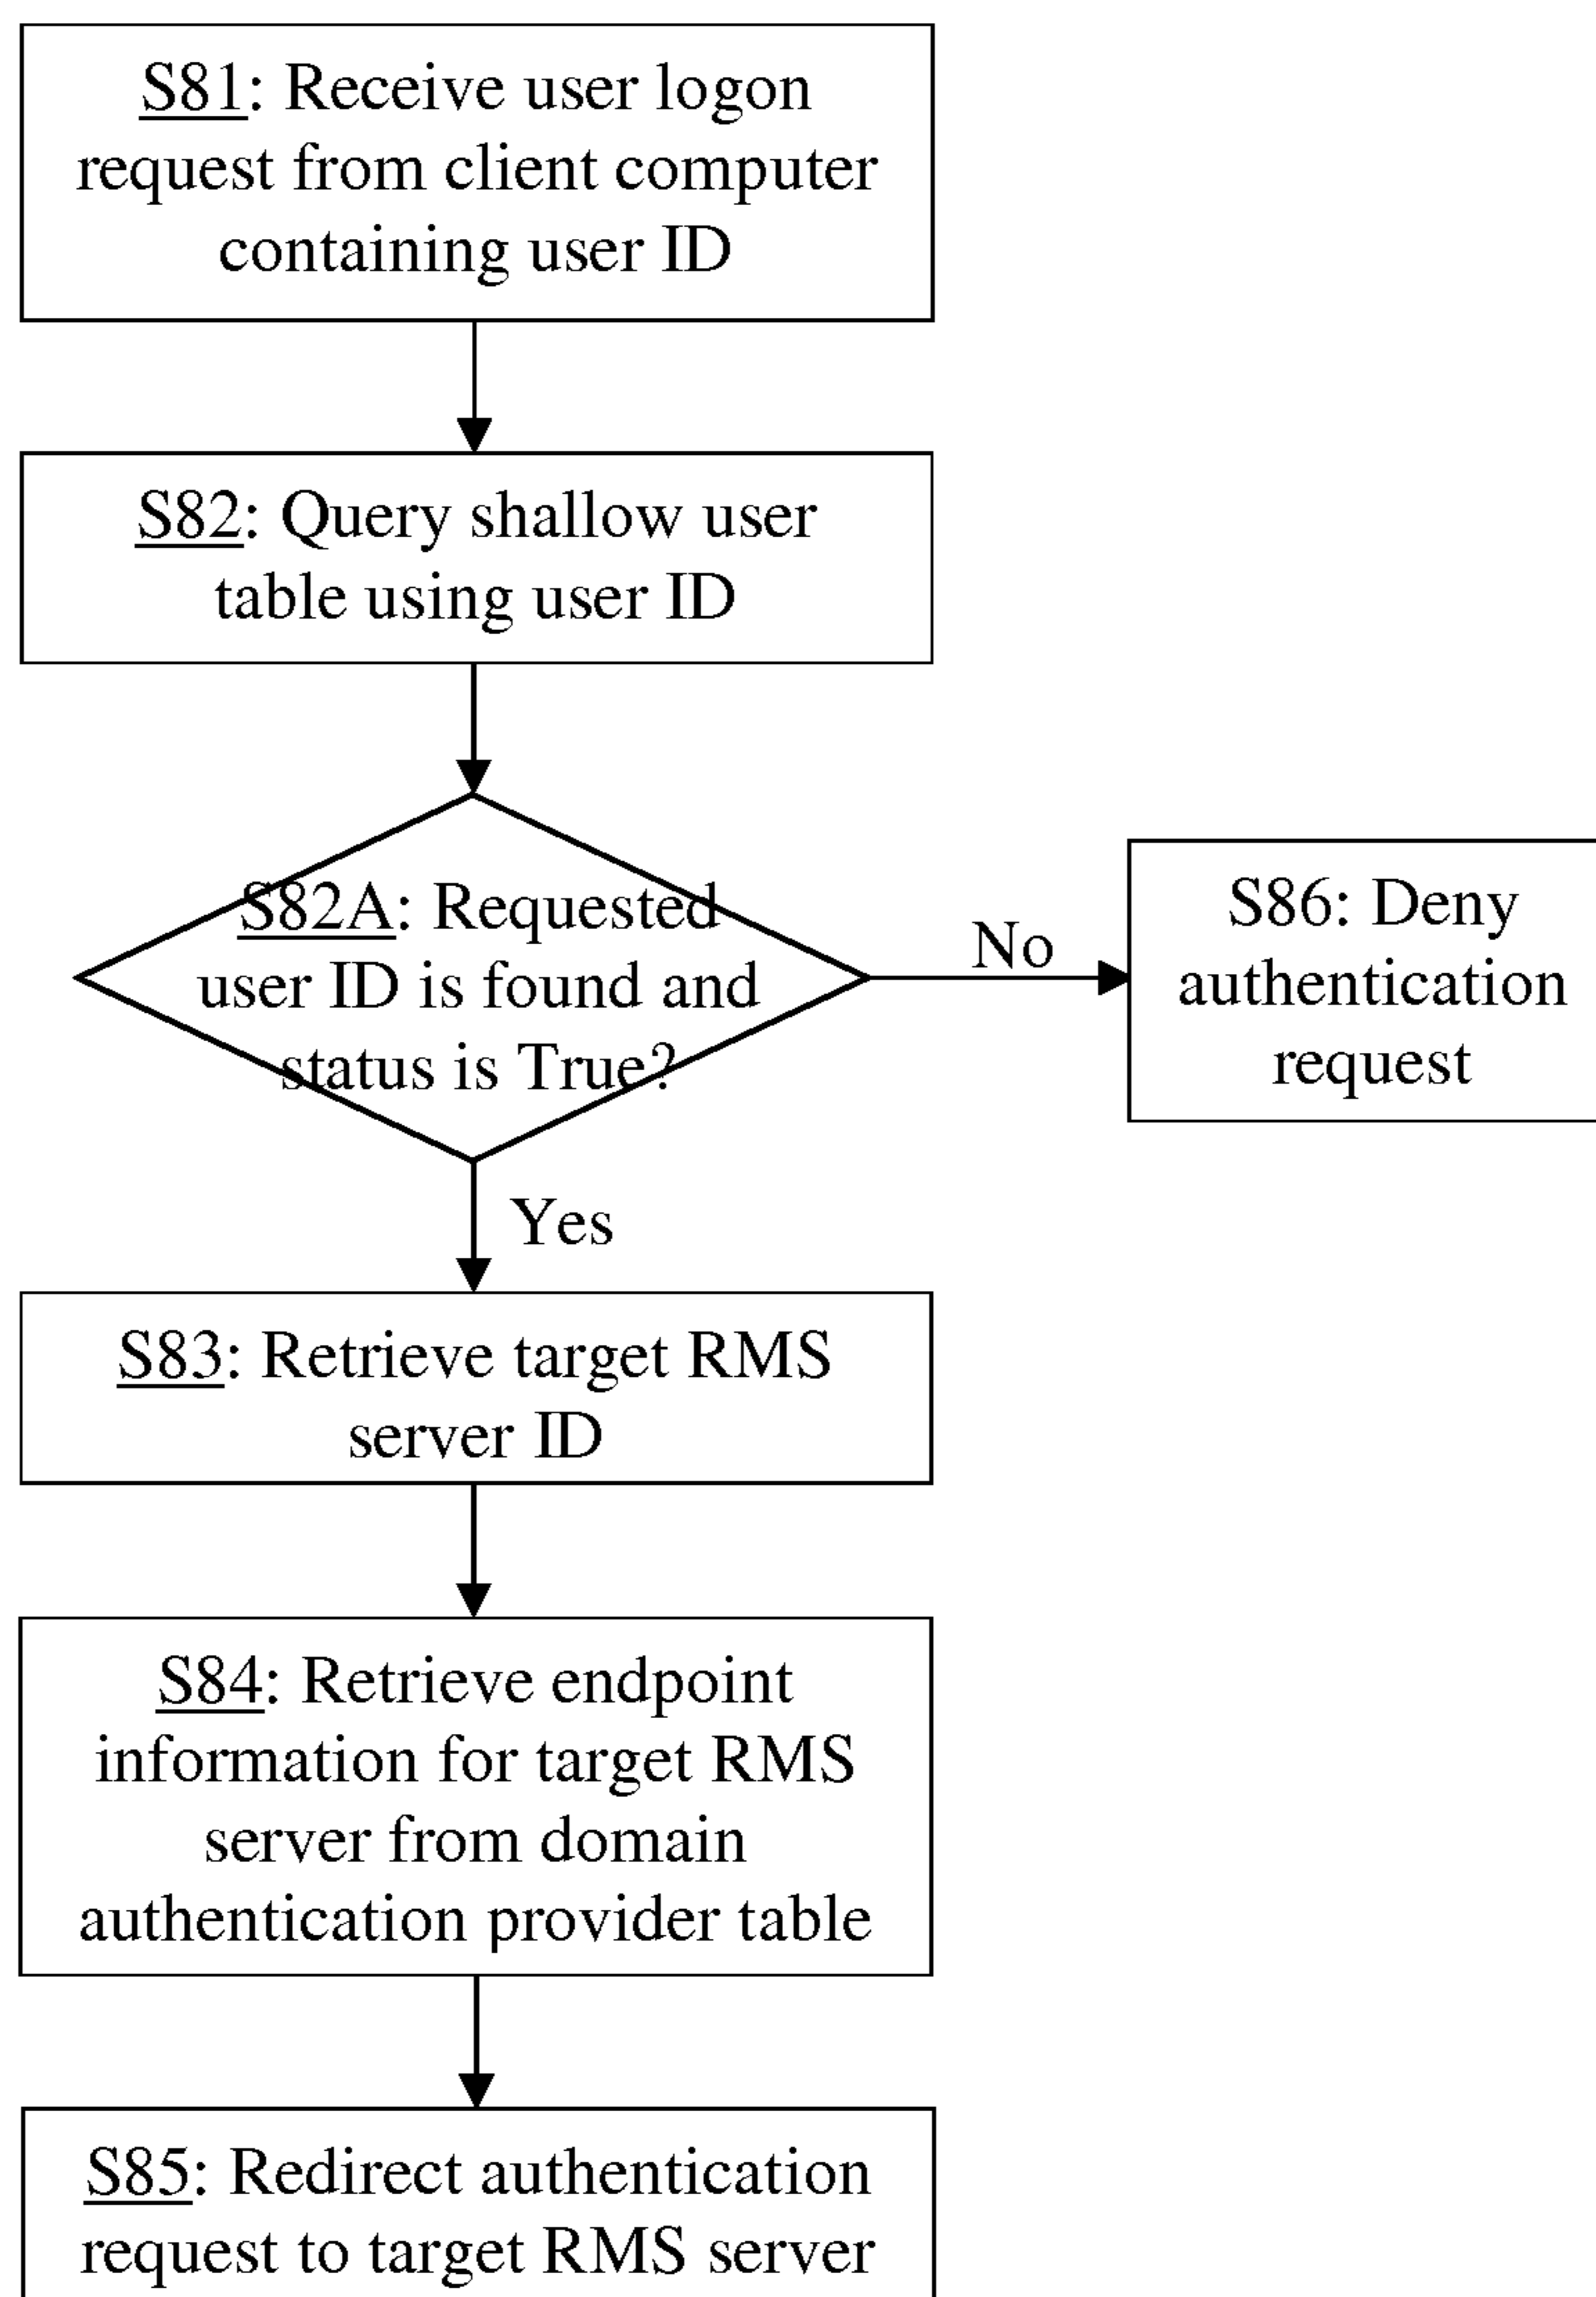 S81: Receive user logon
request from client computer
containing user ID
S82: Query shallow user
table using user ID
S82A: Requested
user ID is found and
status is True?
No
S86: Deny
authentication
request
Yes
S83: Retrieve target RMS
server ID
S84: Retrieve endpoint
information for target RMS
server from domain
authentication provider table
S85: Redirect authentication
request to target RMS server